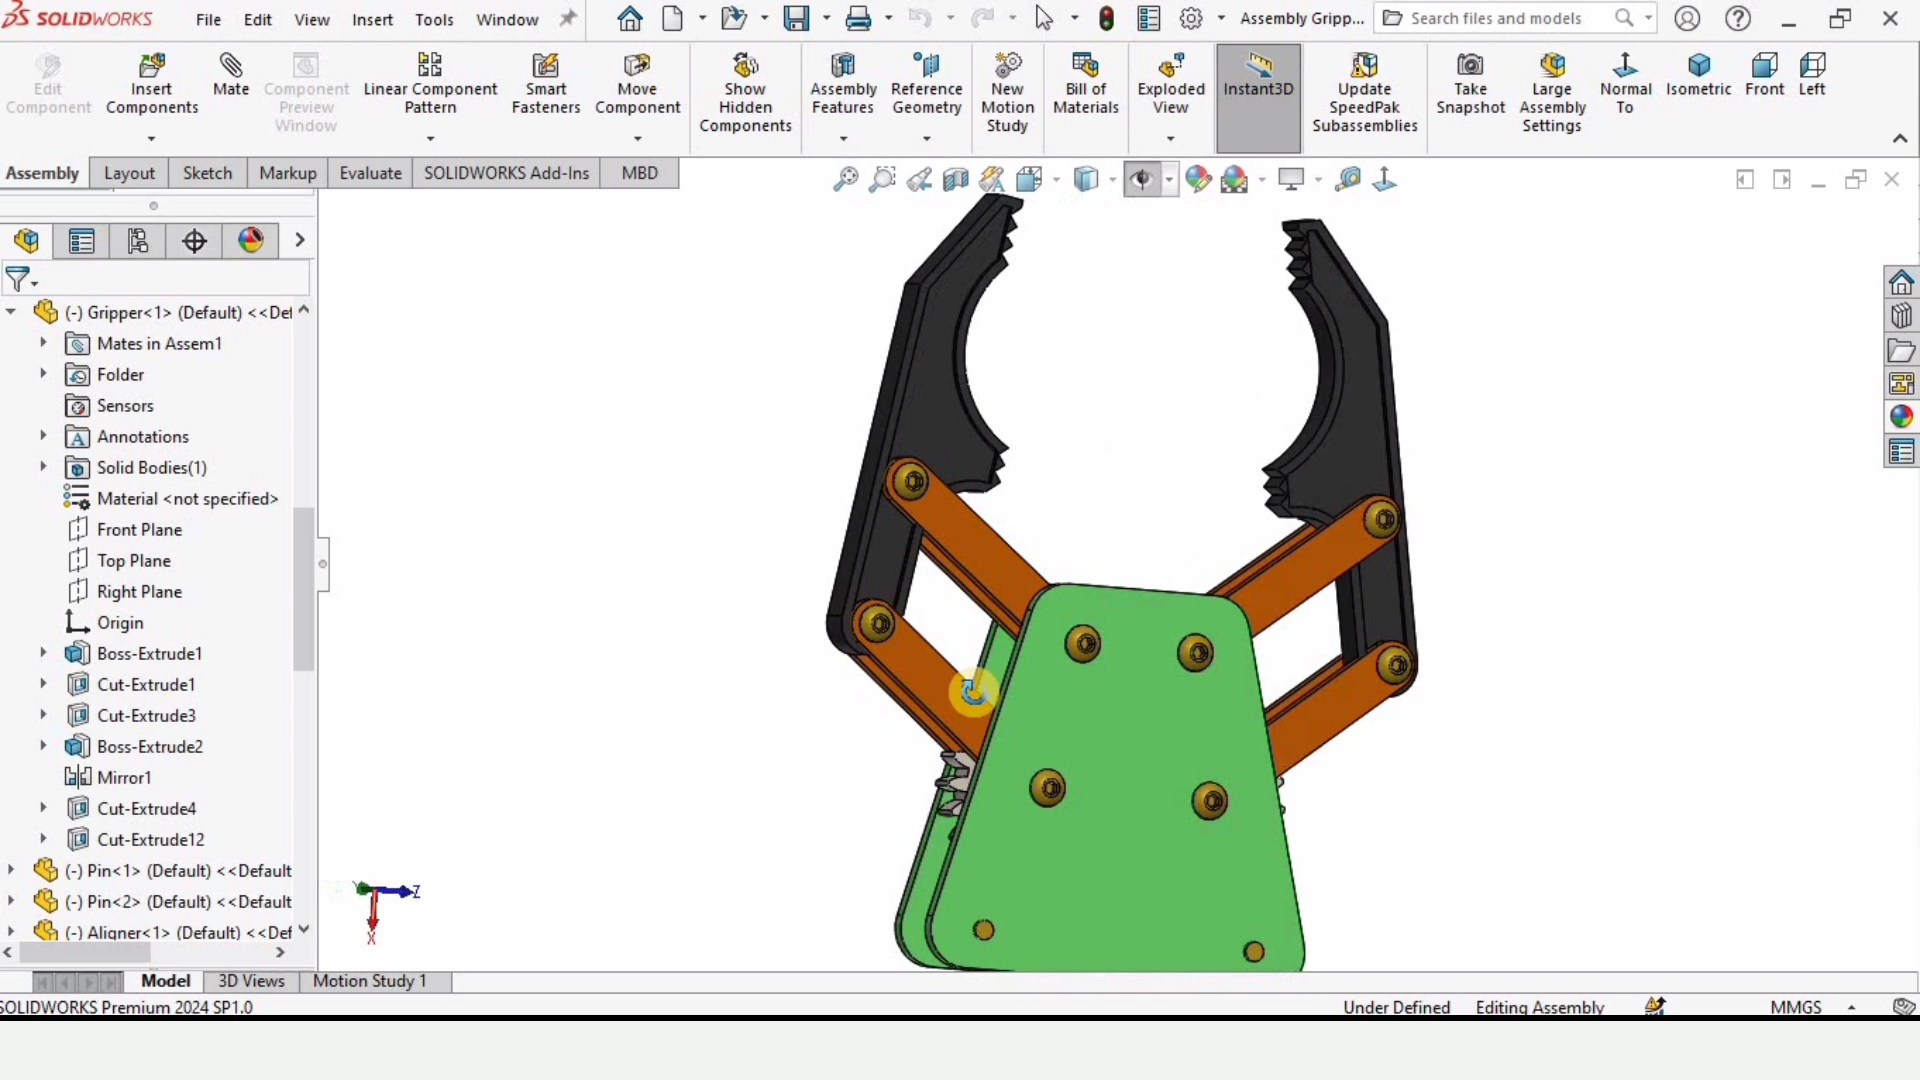 SOLIDWORKS File Edit View Insert Tools Window Assembly Gripp... Search files and models
Edit Component
Insert Components
Mate
Component Preview Window
Linear Component Pattern
Smart Fasteners
Move Component
Show Hidden Components
Assembly Features
Reference Geometry
New Motion Study
Bill of Materials
Exploded View
Instant3D
Update SpeedPak Subassemblies
Take Snapshot
Large Assembly Settings
Normal To
Isometric
Front
Left
Assembly Layout Sketch Markup Evaluate SOLIDWORKS Add-Ins MBD
(-) Gripper<1> (Default) <<Def
Mates in Assem1
Folder
Sensors
Annotations
Solid Bodies(1)
Material <not specified>
Front Plane
Top Plane
Right Plane
Origin
Boss-Extrude1
Cut-Extrude1
Cut-Extrude3
Boss-Extrude2
Mirror1
Cut-Extrude4
Cut-Extrude12
(-) Pin<1> (Default) <<Default
(-) Pin<2> (Default) <<Default
(-) Aligner<1> (Default) <<Def
Y Z
X
Model 3D Views Motion Study 1
SOLIDWORKS Premium 2024 SP1.0 Under Defined Editing Assembly MMGS